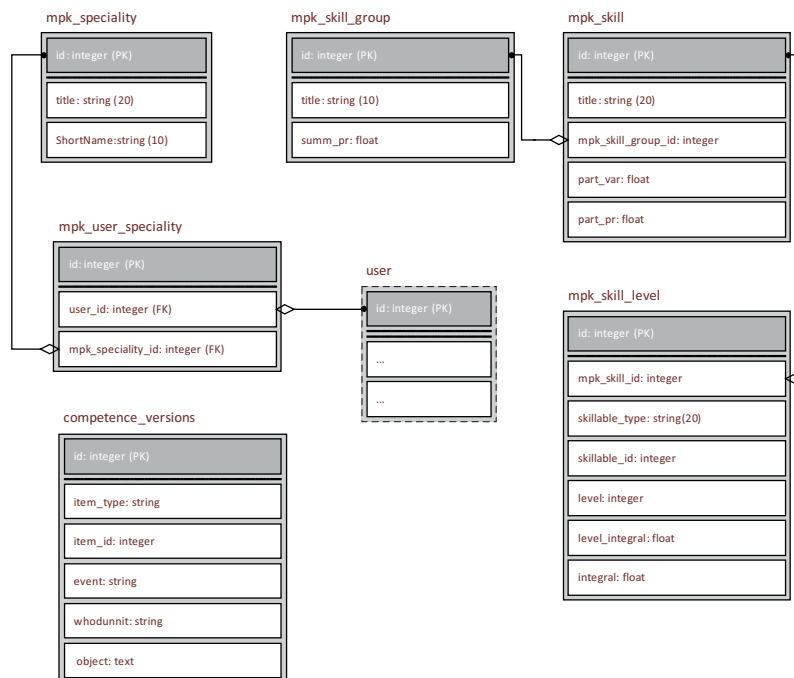 mpk_speciality
id: integer (PK)
title: string (20)
ShortName:string (10)
mpk_skill_group
id: integer (PK)
title: string (10)
summ_pr: float
mpk_skill
id: integer (PK)
title: string (20)
mpk_skill_group_id: integer
part_var: float
part_pr: float
mpk_user_speciality
id: integer (PK)
user_id: integer (FK)
mpk_speciality_id: integer (FK)
user
id: integer (PK)
...
...
mpk_skill_level
id: integer (PK)
mpk_skill_id: integer
skillable_type: string(20)
skillable_id: integer
level: integer
level_integral: float
integral: float
competence_versions
id: integer (PK)
item_type: string
item_id: integer
event: string
whodunnit: string
object: text